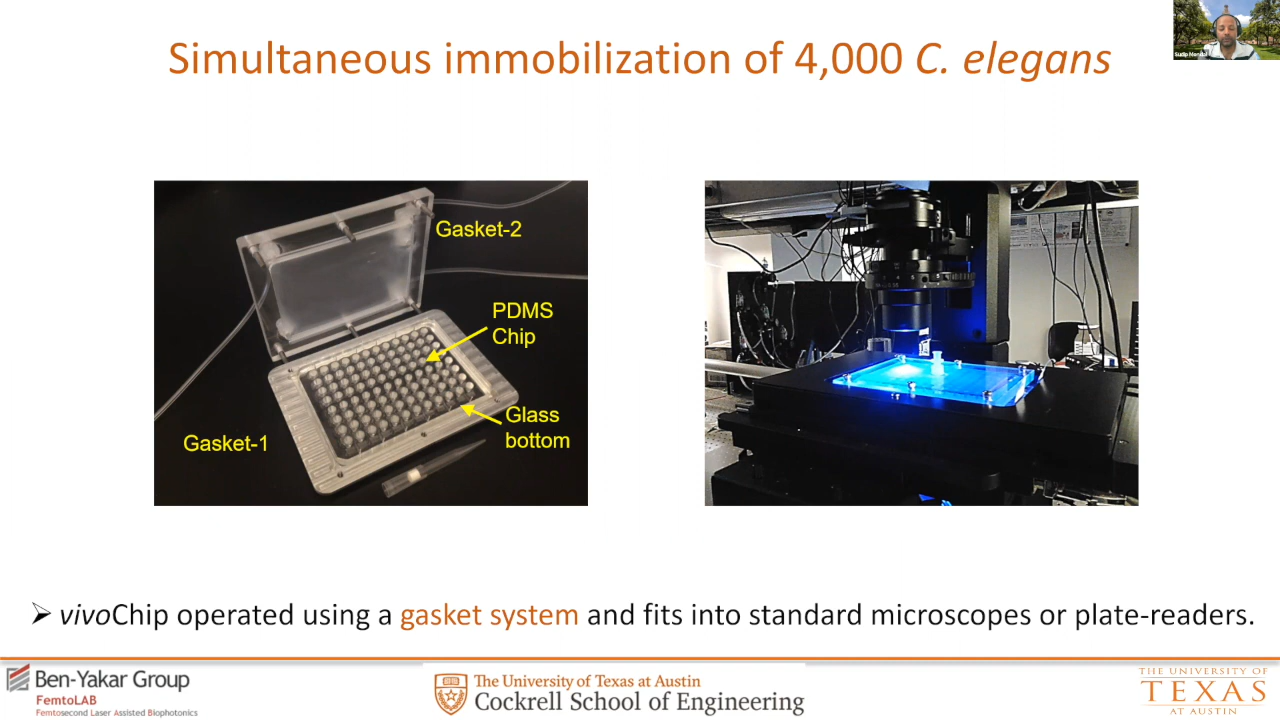 Simultaneous immobilization of 4,000 C. elegans
Sudip Mondal
Gasket-2
PDMS
Chip
Glass
bottom
Gasket-1
➢ vivoChip operated using a gasket system and fits into standard microscopes or plate-readers.
Ben-Yakar Group
FemtoLAB
Femtosecond Laser Assisted Biophotonics
The University of Texas at Austin
Cockrell School of Engineering
THE UNIVERSITY OF
TEXAS
AT AUSTIN